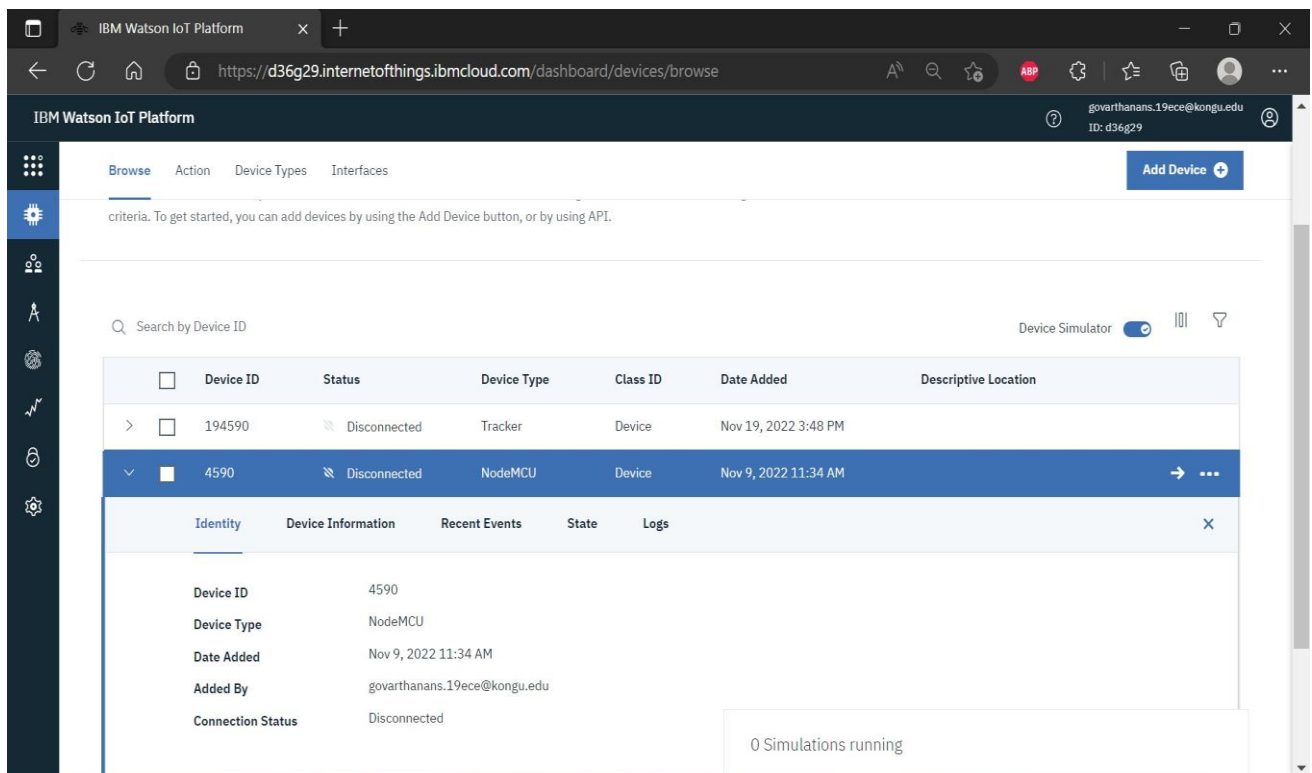 IBM Watson IoT Platform
https://d36g29.internetofthings.ibmcloud.com/dashboard/devices/browse
ABP
IBM Watson IoT Platform
govarthanans.19ece@kongu.edu
ID: d36g29
Browse Action Device Types Interfaces Add Device
criteria. To get started, you can add devices by using the Add Device button, or by using API.
Search by Device ID Device Simulator
Device ID Status Device Type Class ID Date Added Descriptive Location
194590 Disconnected Tracker Device Nov 19, 2022 3:48 PM
4590 Disconnected NodeMCU Device Nov 9, 2022 11:34 AM
Identity Device Information Recent Events State Logs
Device ID 4590
Device Type NodeMCU
Date Added Nov 9, 2022 11:34 AM
Added By govarthanans.19ece@kongu.edu
Connection Status Disconnected
0 Simulations running